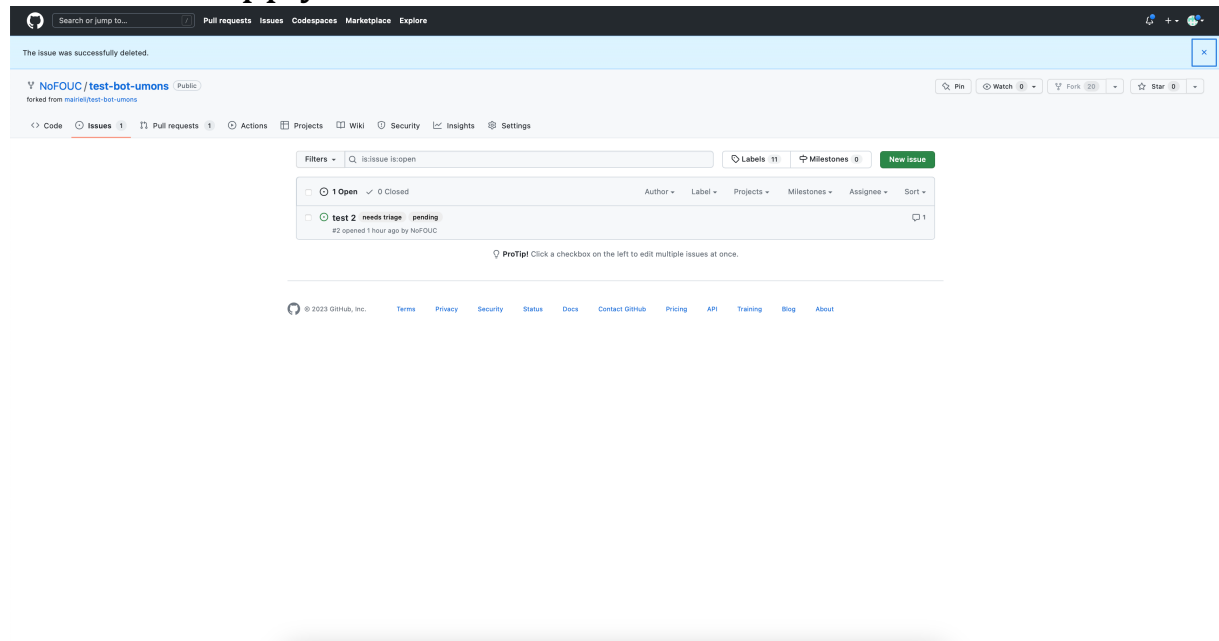 Search or jump to... /
Pull requests Issues Codespaces Marketplace Explore
The issue was successfully deleted.
NoFOUC / test-bot-umons Public
forked from mairieli/test-bot-umons
Pin Watch 0 Fork 20 Star 0
Code Issues 1 Pull requests 1 Actions Projects Wiki Security Insights Settings
Filters is:issue is:open Labels 11 Milestones 0 New issue
1 Open 0 Closed Author Label Projects Milestones Assignee Sort
test 2 needs triage pending 1
#2 opened 1 hour ago by NoFOUC
ProTip! Click a checkbox on the left to edit multiple issues at once.
© 2023 GitHub, Inc. Terms Privacy Security Status Docs Contact GitHub Pricing API Training Blog About